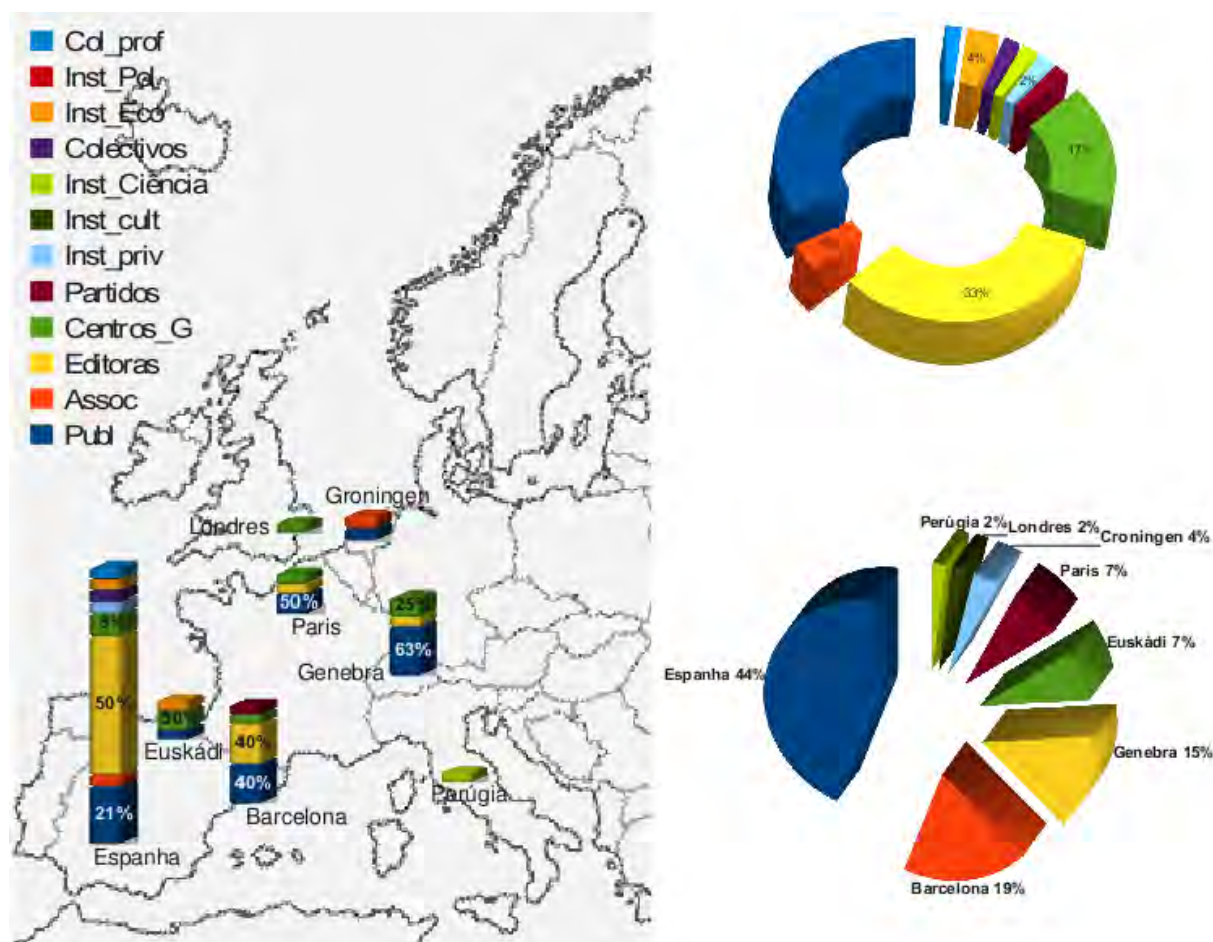 Col_prof
Inst_Pol
Inst_Eco
Colectivos
Inst_Ciência
Inst_cult
Inst_priv
Partidos
Centros_G
Editoras
Assoc
Publ
4%
2%
17%
33%
Groningen
Londres
50%
Paris
25%
63%
Genebra
8%
50%
21%
Espanha
50%
Euskádi
40%
40%
Barcelona
Perúgia
Perúgia 2%
Londres 2%
Croningen 4%
Paris 7%
Euskádi 7%
Genebra 15%
Barcelona 19%
Espanha 44%